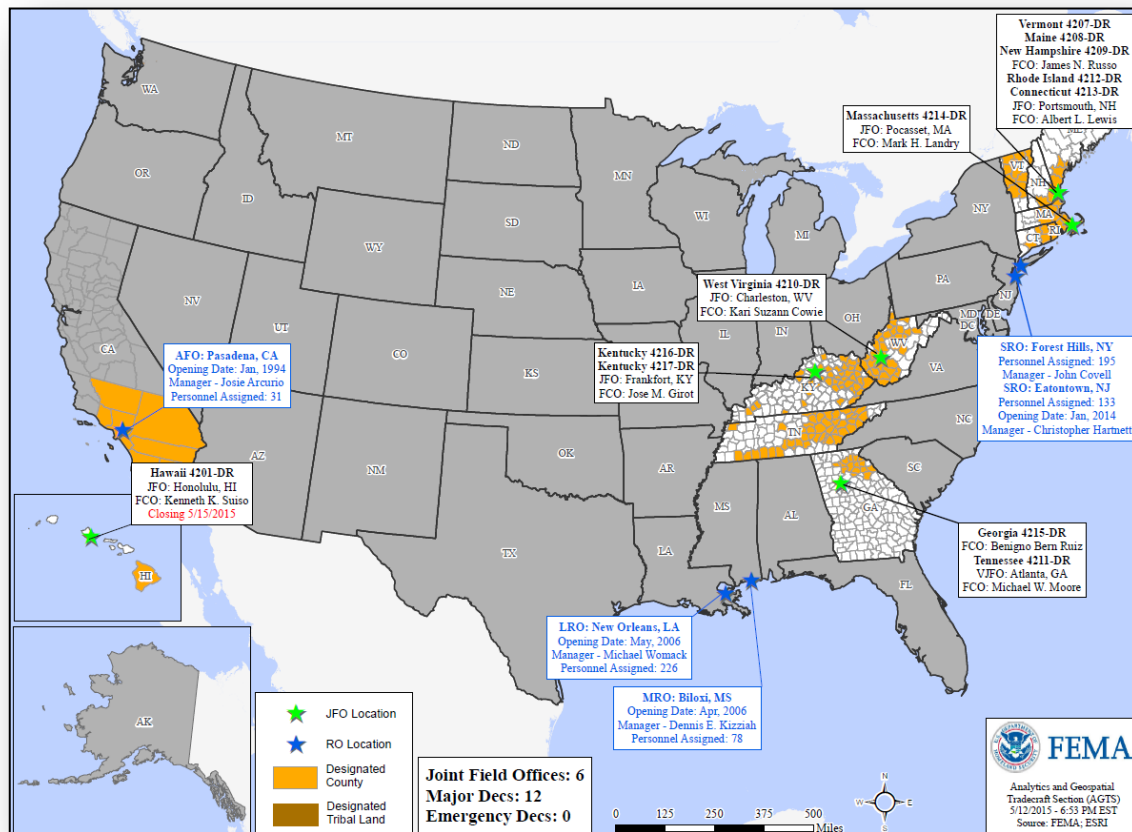 Vermont 4207-DR
Maine 4208-DR
New Hampshire 4209-DR
FCO: James N. Russo
Rhode Island 4212-DR
Connecticut 4213-DR
JFO: Portsmouth, NH
FCO: Albert L. Lewis
Massachusetts 4214-DR
JFO: Pocasset, MA
FCO: Mark H. Landry
WA
MT
ND
MN
OR
ID
SD
WI
MI
NY
VT
NH
ME
MA
CT
RI
WY
NE
IA
PA
NJ
NV
UT
CO
KS
IL
IN
OH
MD
DE
DC
WV
VA
CA
West Virginia 4210-DR
JFO: Charleston, WV
FCO: Kari Suzann Cowie
Kentucky 4216-DR
Kentucky 4217-DR
JFO: Frankfort, KY
FCO: Jose M. Girot
KY
AFO: Pasadena, CA
Opening Date: Jan, 1994
Manager - Josie Arcurio
Personnel Assigned: 31
SRO: Forest Hills, NY
Personnel Assigned: 195
Manager - John Covell
SRO: Eatontown, NJ
Personnel Assigned: 133
Opening Date: Jan, 2014
Manager - Christopher Hartnett
AZ
NM
OK
AR
TN
NC
SC
MS
AL
GA
TX
LA
FL
Hawaii 4201-DR
JFO: Honolulu, HI
FCO: Kenneth K. Suiso
Closing 5/15/2015
HI
Georgia 4215-DR
FCO: Benigno Bern Ruiz
Tennessee 4211-DR
VJFO: Atlanta, GA
FCO: Michael W. Moore
LRO: New Orleans, LA
Opening Date: May, 2006
Manager - Michael Womack
Personnel Assigned: 226
MRO: Biloxi, MS
Opening Date: Apr, 2006
Manager - Dennis E. Kizziah
Personnel Assigned: 78
AK
JFO Location
RO Location
Designated County
Designated Tribal Land
Joint Field Offices: 6
Major Decs: 12
Emergency Decs: 0
N
W
E
S
0 125 250 375 500
Miles
FEMA
Analytics and Geospatial
Tradecraft Section (AGTS)
5/12/2015 - 6:53 PM EST
Source: FEMA; ESRI